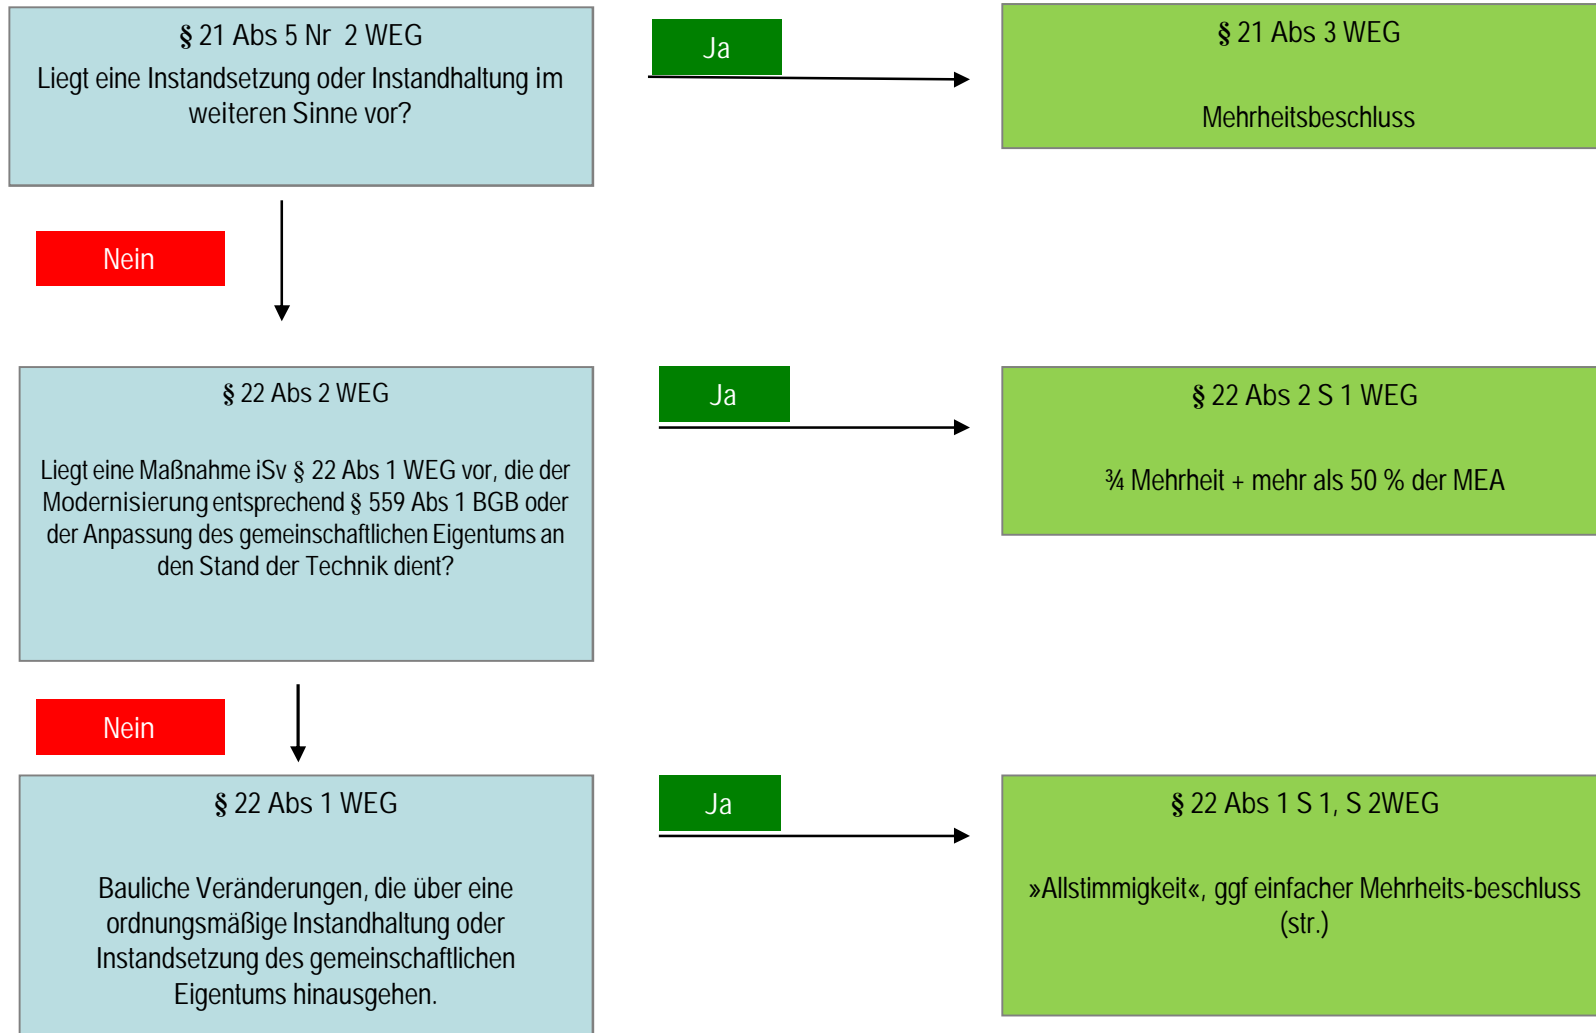 § 21 Abs 5 Nr 2 WEG
Liegt eine Instandsetzung oder Instandhaltung im
weiteren Sinne vor?
Ja
§ 21 Abs 3 WEG
Mehrheitsbeschluss
Nein
§ 22 Abs 2 WEG
Liegt eine Maßnahme iSv § 22 Abs 1 WEG vor, die der
Modernisierung entsprechend § 559 Abs 1 BGB oder
der Anpassung des gemeinschaftlichen Eigentums an
den Stand der Technik dient?
Ja
§ 22 Abs 2 S 1 WEG
¾ Mehrheit + mehr als 50 % der MEA
Nein
§ 22 Abs 1 WEG
Bauliche Veränderungen, die über eine
ordnungsmäßige Instandhaltung oder
Instandsetzung des gemeinschaftlichen
Eigentums hinausgehen.
Ja
§ 22 Abs 1 S 1, S 2WEG
»Allstimmigkeit«, ggf einfacher Mehrheits-beschluss
(str.)